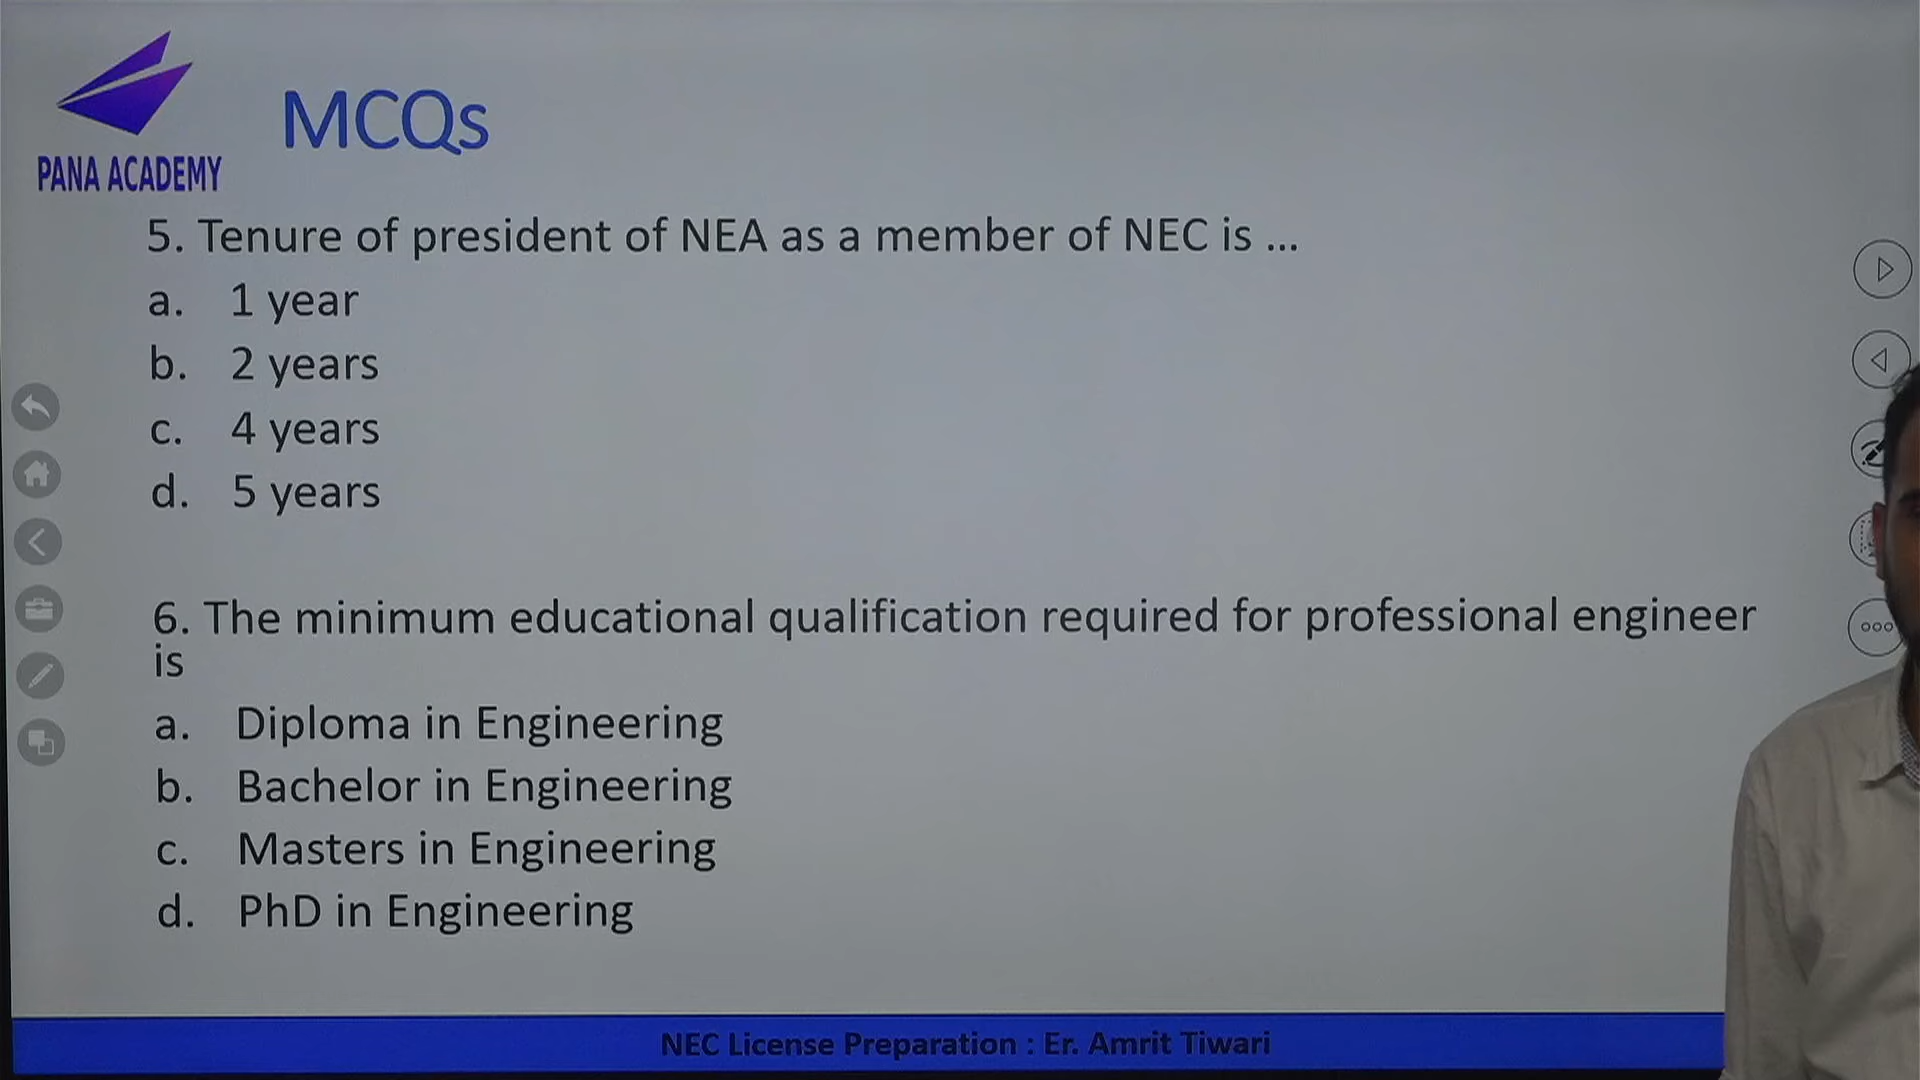 PANA ACADEMY
MCQs
5. Tenure of president of NEA as a member of NEC is ...
a. 1 year
b. 2 years
c. 4 years
d. 5 years
6. The minimum educational qualification required for professional engineer
is
a. Diploma in Engineering
b. Bachelor in Engineering
c. Masters in Engineering
d. PhD in Engineering
NEC License Preparation : Er. Amrit Tiwari